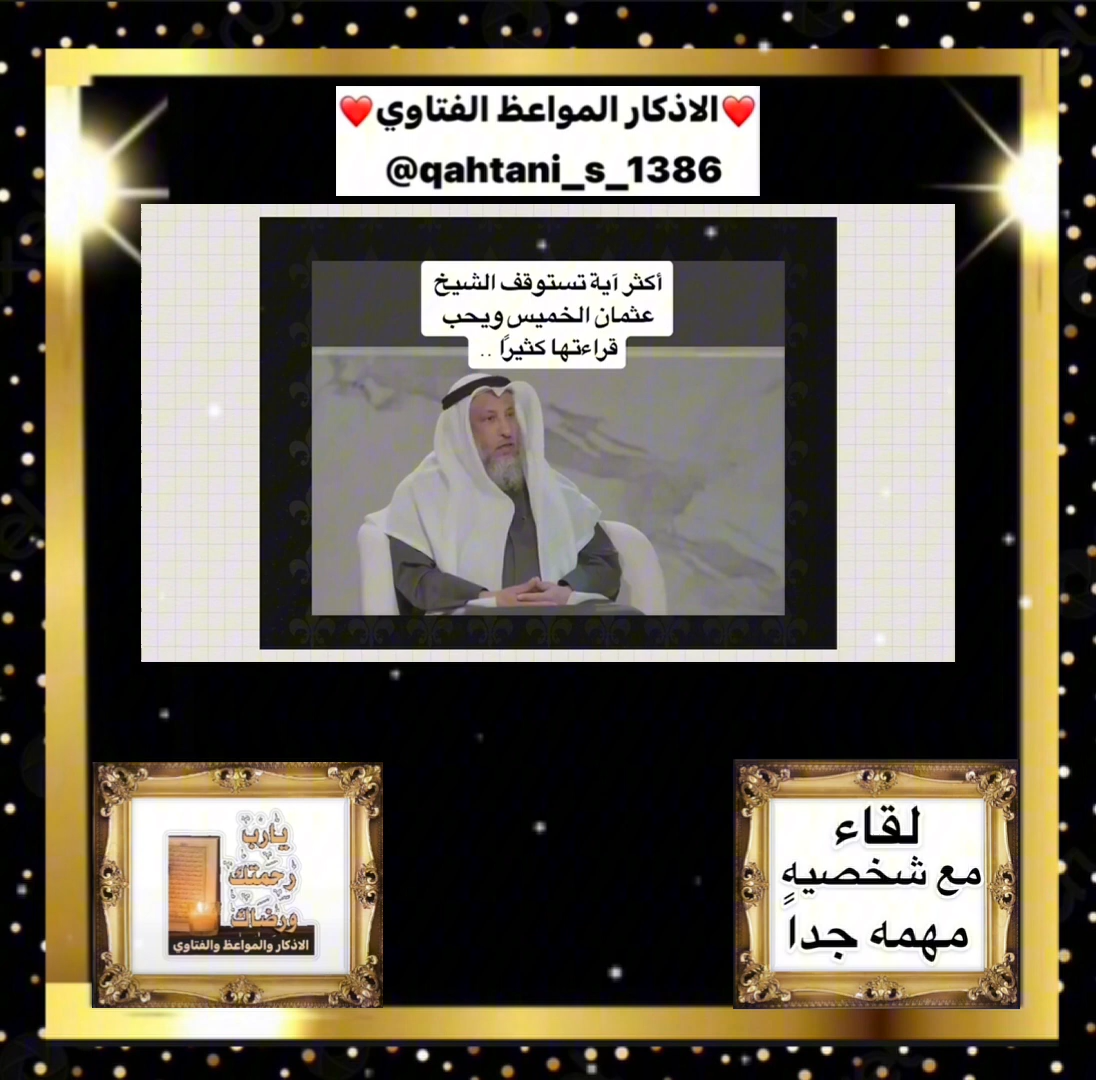 ❤️الاذكار المواعظ الفتاوي❤️
@qahtani_s_1386
أكثر آية تستوقف الشيخ
عثمان الخميس ويحب
قراءتها كثيرًا ..
يارب
رحمتك
ورضاك
الاذكار والمواعظ والفتاوي
لقاء
مع شخصيه
مهمه جداً